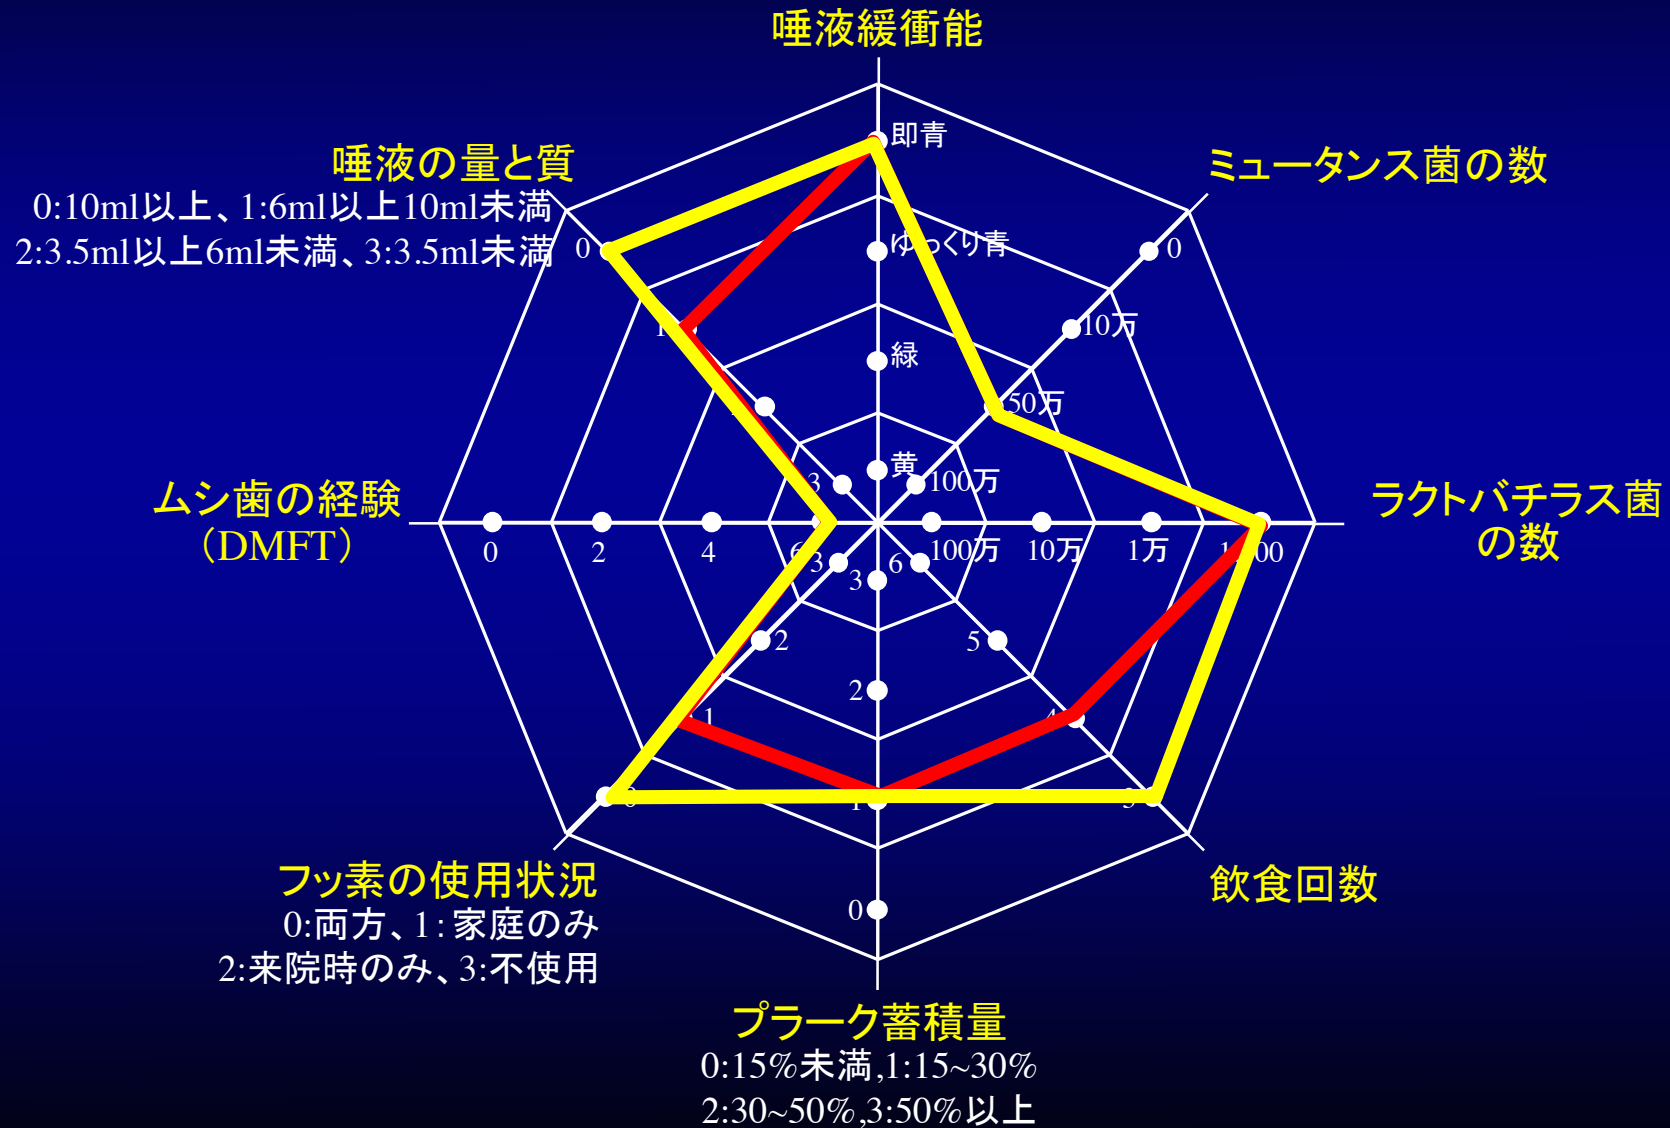 唾液緩衝能
即青
ゆっくり青
緑
黄
ミュータンス菌の数
0
10万
50万
100万
ラクトバチラス菌
の数
100万
10万
1万
飲食回数
6
5
4
3
プラーク蓄積量
0:15%未満,1:15~30%
2:30~50%,3:50%以上
3
2
1
0
フッ素の使用状況
0:両方、1:家庭のみ
2:来院時のみ、3:不使用
3
2
1
0
ムシ歯の経験
（DMFT）
0
2
4
6
唾液の量と質
0:10ml以上、1:6ml以上10ml未満
2:3.5ml以上6ml未満、3:3.5ml未満
0
1
3